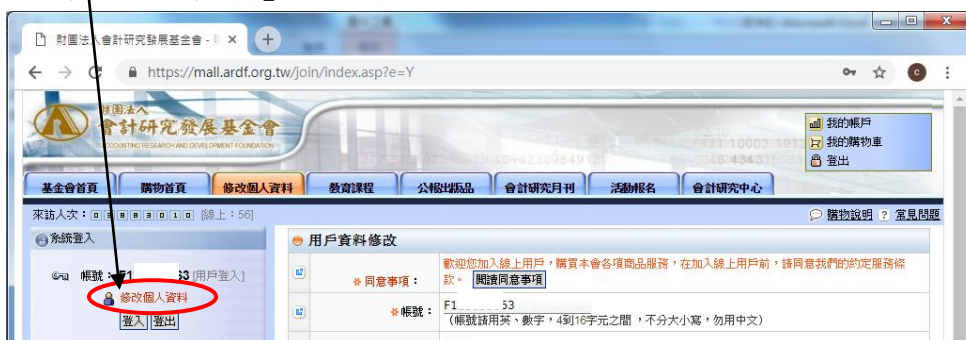 財團法人會計研究發展基金會 -
https://mall.ardf.org.tw/join/index.asp?e=Y
c
財團法人
會計研究發展基金會
ACCOUNTING RESEARCH AND DEVELOPMENT FOUNDATION
我的帳戶
我的購物車
登出
基金會首頁 購物首頁 修改個人資料 教育課程 公報出版品 會計研究月刊 活動報名 會計研究中心
來訪人次： [線上：56]
購物說明 ? 常見問題
系統登入
帳號：F1 63 [用戶登入]
修改個人資料
登入 登出
用戶資料修改
同意事項：
歡迎您加入線上用戶，購買本會各項商品服務，在加入線上用戶前，請同意我們的約定服務條
款。 閱讀同意事項
帳號：
F1 53
（帳號請用英、數字，4到16字元之間，不分大小寫，勿用中文）